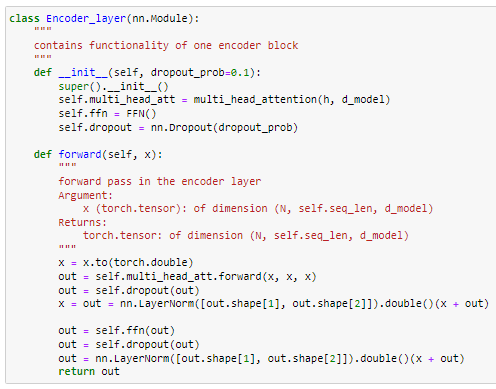 class Encoder_layer(nn.Module):
    """
    contains functionality of one encoder block
    """
    def __init__(self, dropout_prob=0.1):
        super().__init__()
        self.multi_head_att = multi_head_attention(h, d_model)
        self.ffn = FFN()
        self.dropout = nn.Dropout(dropout_prob)

    def forward(self, x):
        """
        forward pass in the encoder layer
        Argument:
            x (torch.tensor): of dimension (N, self.seq_len, d_model)
        Returns:
            torch.tensor: of dimension (N, self.seq_len, d_model)
        """
        x = x.to(torch.double)
        out = self.multi_head_att.forward(x, x, x)
        out = self.dropout(out)
        x = out = nn.LayerNorm([out.shape[1], out.shape[2]]).double()(x + out)

        out = self.ffn(out)
        out = self.dropout(out)
        out = nn.LayerNorm([out.shape[1], out.shape[2]]).double()(x + out)
        return out